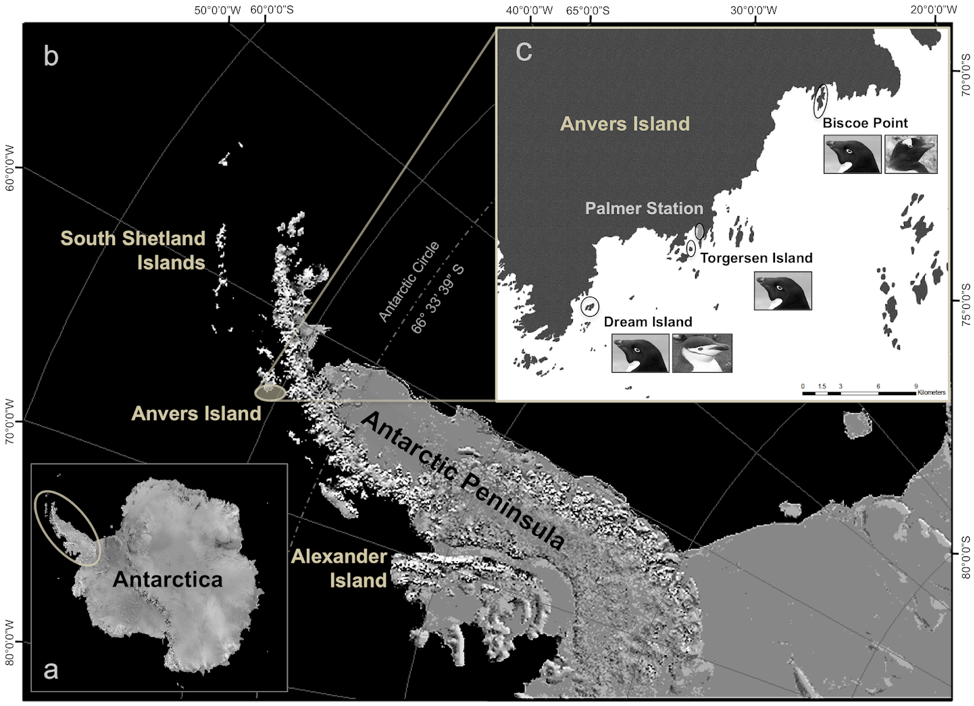 50°0'0"W
60°0'0"S
40°0'0"W
65°0'0"S
30°0'0"W
20°0'0"W
b
c
70°0'0"S
Anvers Island
Biscoe Point
60°0'0"W
Palmer Station
South Shetland
Islands
Antarctic Circle
66° 33' 39" S
Torgersen Island
75°0'0"S
Dream Island
0 1.5 3 6 9
Kilometers
Anvers Island
70°0'0"W
Antarctic Peninsula
Alexander
Island
80°0'0"S
Antarctica
80°0'0"W
a